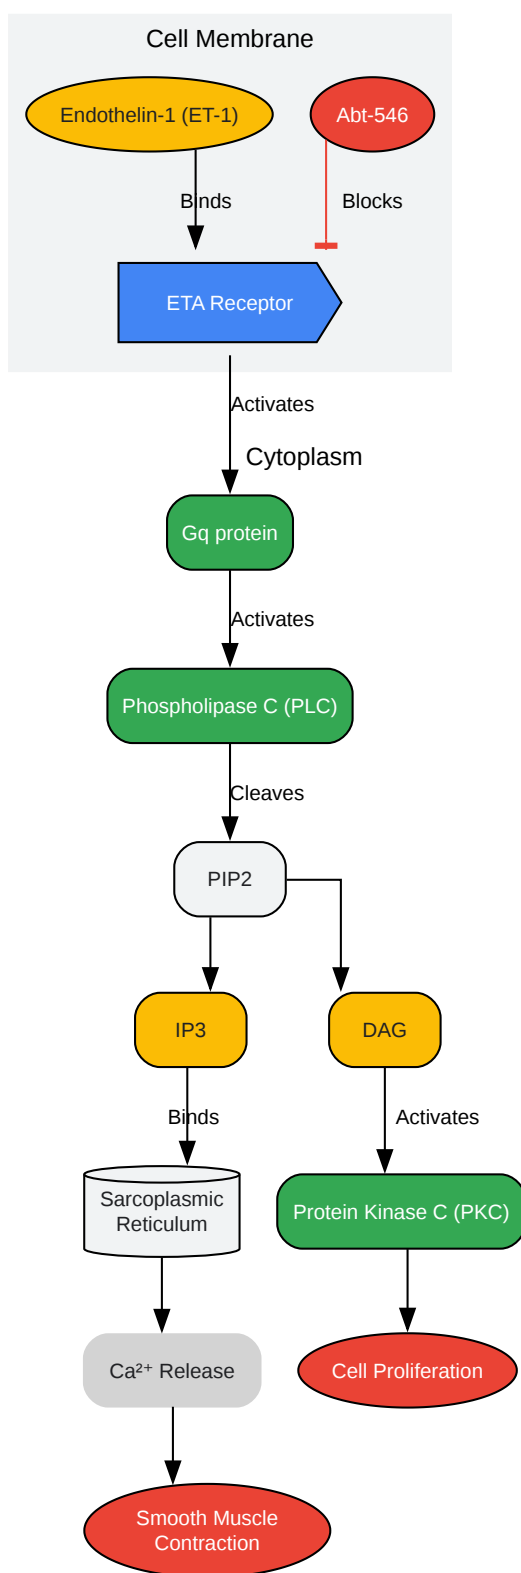 Cell Membrane
Endothelin-1 (ET-1)
Abt-546
Binds
Blocks
ETA Receptor
Activates
Cytoplasm
Gq protein
Activates
Phospholipase C (PLC)
Cleaves
PIP2
IP3
DAG
Binds
Activates
Sarcoplasmic
Reticulum
Protein Kinase C (PKC)
Ca²⁺ Release
Cell Proliferation
Smooth Muscle
Contraction